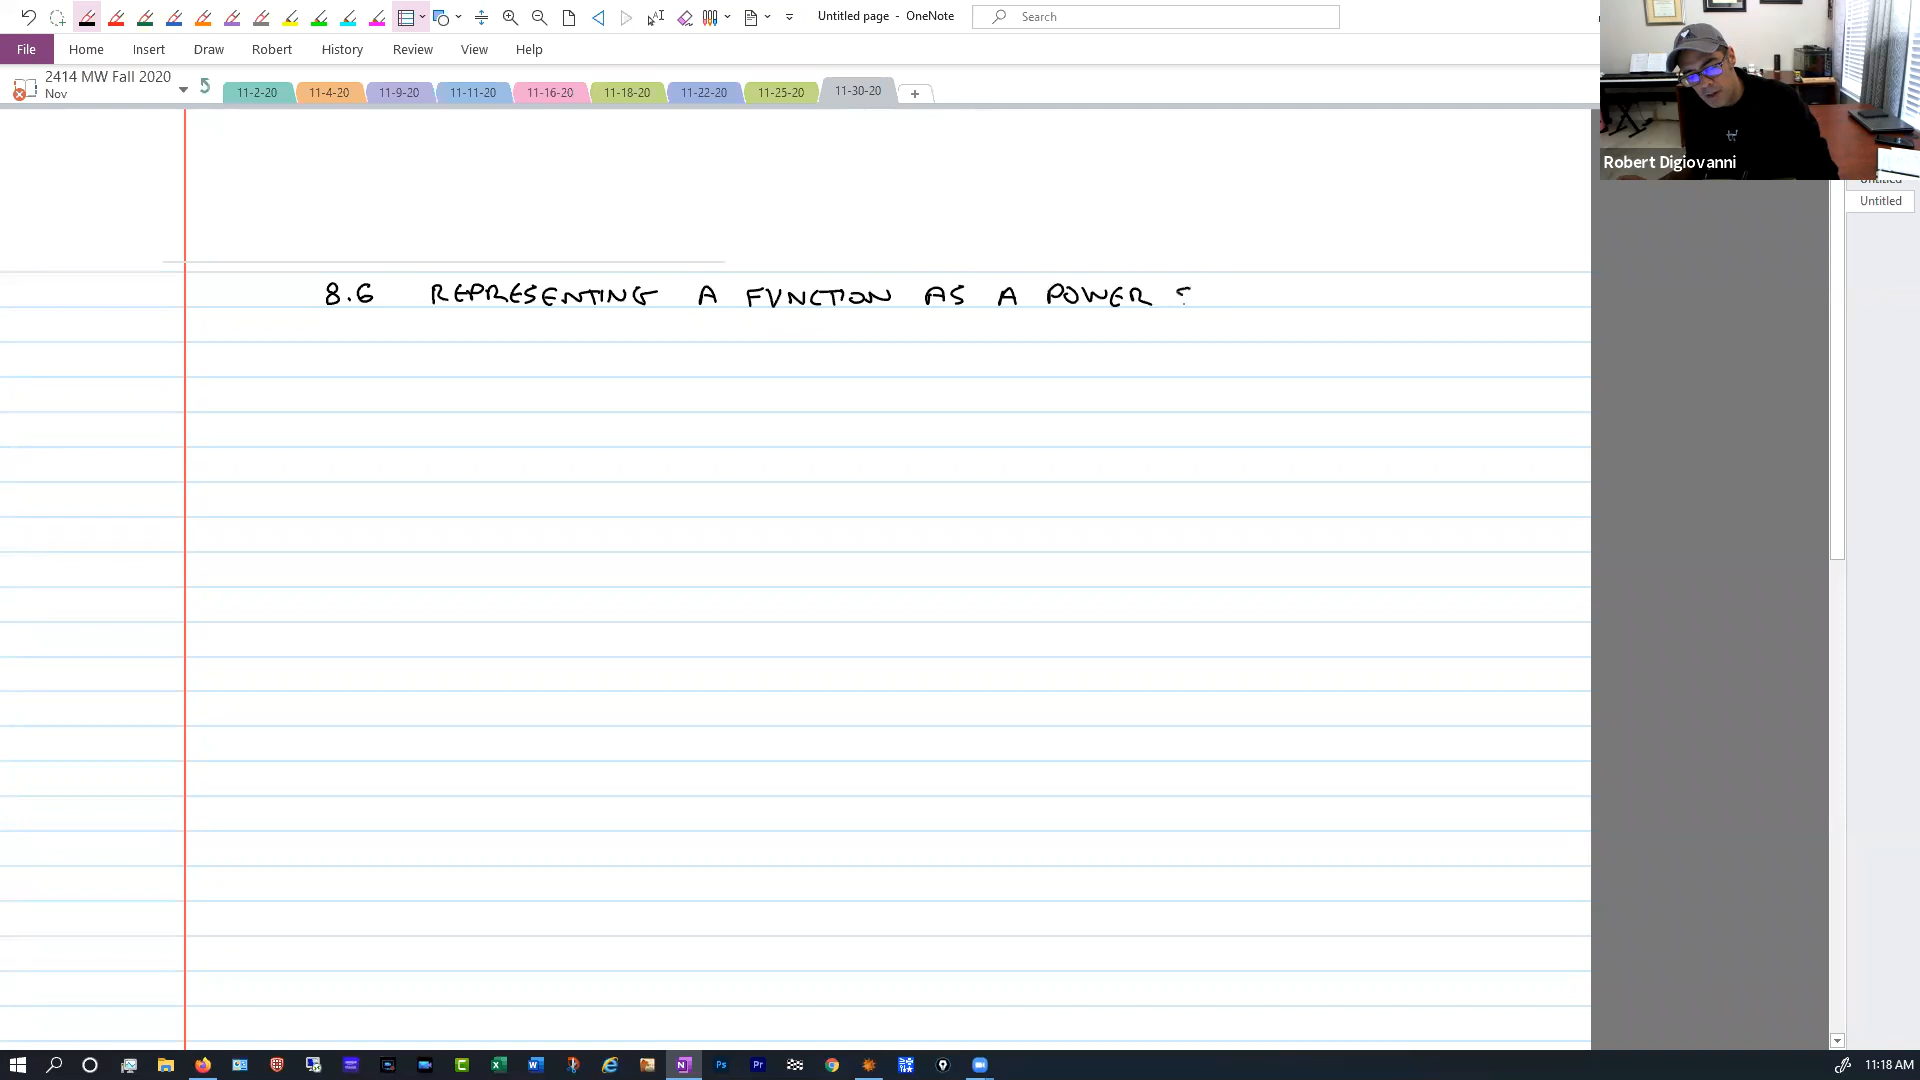 Untitled page - OneNote
Search
File Home Insert Draw Robert History Review View Help
2414 MW Fall 2020
Nov
11-2-20 11-4-20 11-9-20 11-11-20 11-16-20 11-18-20 11-22-20 11-25-20 11-30-20
Robert Digiovanni
Untitled
Untitled
8.6 REPRESENTING A FUNCTION AS A POWER
11:18 AM